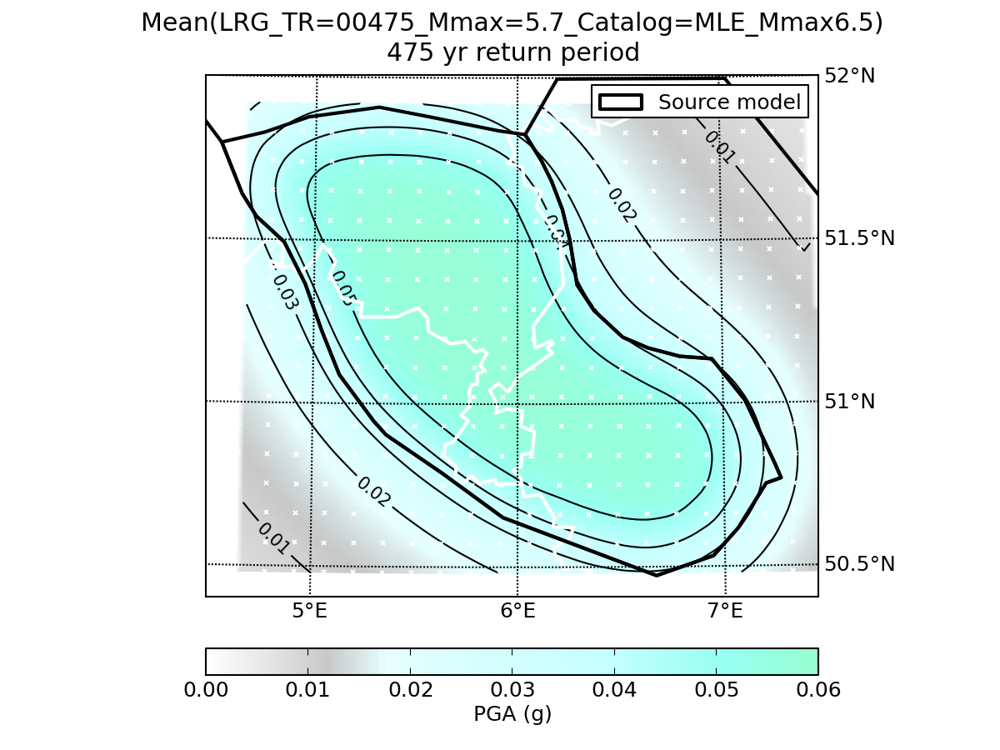 Mean(LRG_TR=00475_Mmax=5.7_Catalog=MLE_Mmax6.5)
475 yr return period
52°N
Source model
0.01
0.02
0.04
51.5°N
0.03
0.05
51°N
0.02
0.01
50.5°N
5°E 6°E 7°E
0.00 0.01 0.02 0.03 0.04 0.05 0.06
PGA (g)